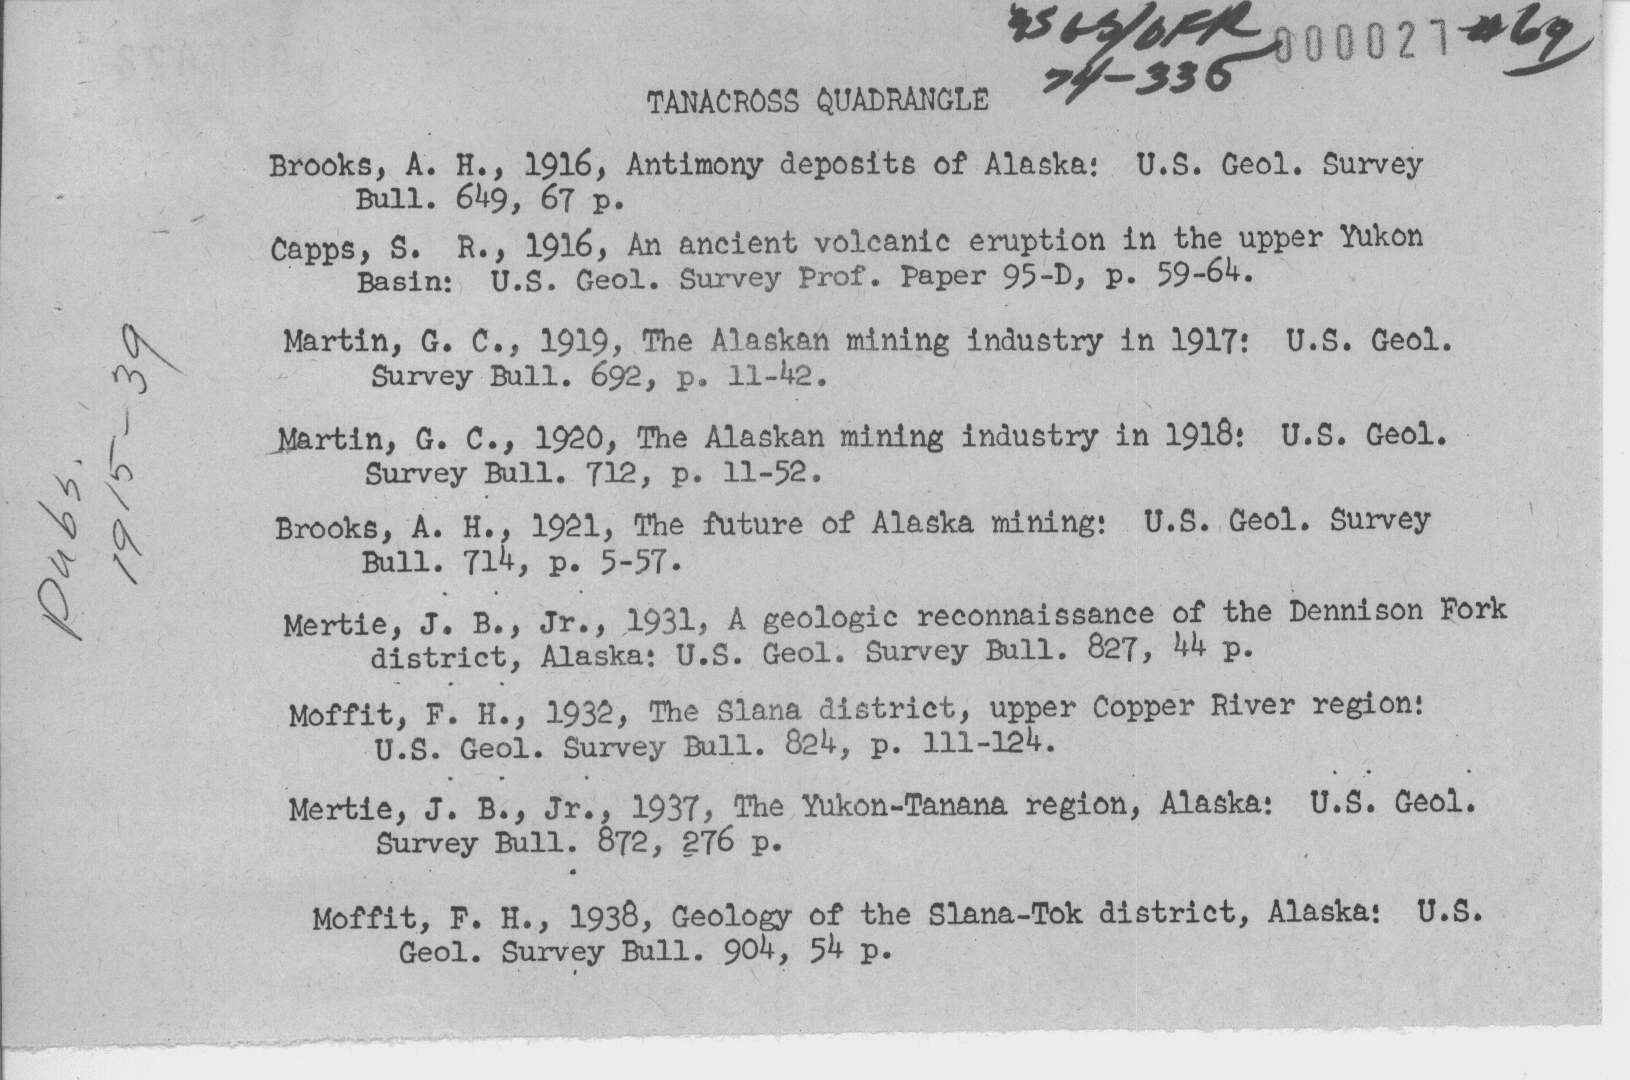 USGS/OFR 000027 #69
74-336
TANACROSS QUADRANGLE
Brooks, A. H., 1916, Antimony deposits of Alaska: U.S. Geol. Survey
Bull. 649, 67 p.
Capps, S. R., 1916, An ancient volcanic eruption in the upper Yukon
Basin: U.S. Geol. Survey Prof. Paper 95-D, p. 59-64.
Martin, G. C., 1919, The Alaskan mining industry in 1917: U.S. Geol.
Survey Bull. 692, p. 11-42.
Martin, G. C., 1920, The Alaskan mining industry in 1918: U.S. Geol.
Survey Bull. 712, p. 11-52.
Brooks, A. H., 1921, The future of Alaska mining: U.S. Geol. Survey
Bull. 714, p. 5-57.
Mertie, J. B., Jr., 1931, A geologic reconnaissance of the Dennison Fork
district, Alaska: U.S. Geol. Survey Bull. 827, 44 p.
Moffit, F. H., 1932, The Slana district, upper Copper River region:
U.S. Geol. Survey Bull. 824, p. 111-124.
Mertie, J. B., Jr., 1937, The Yukon-Tanana region, Alaska: U.S. Geol.
Survey Bull. 872, 276 p.
Moffit, F. H., 1938, Geology of the Slana-Tok district, Alaska: U.S.
Geol. Survey Bull. 904, 54 p.
Pubs.
1915-39